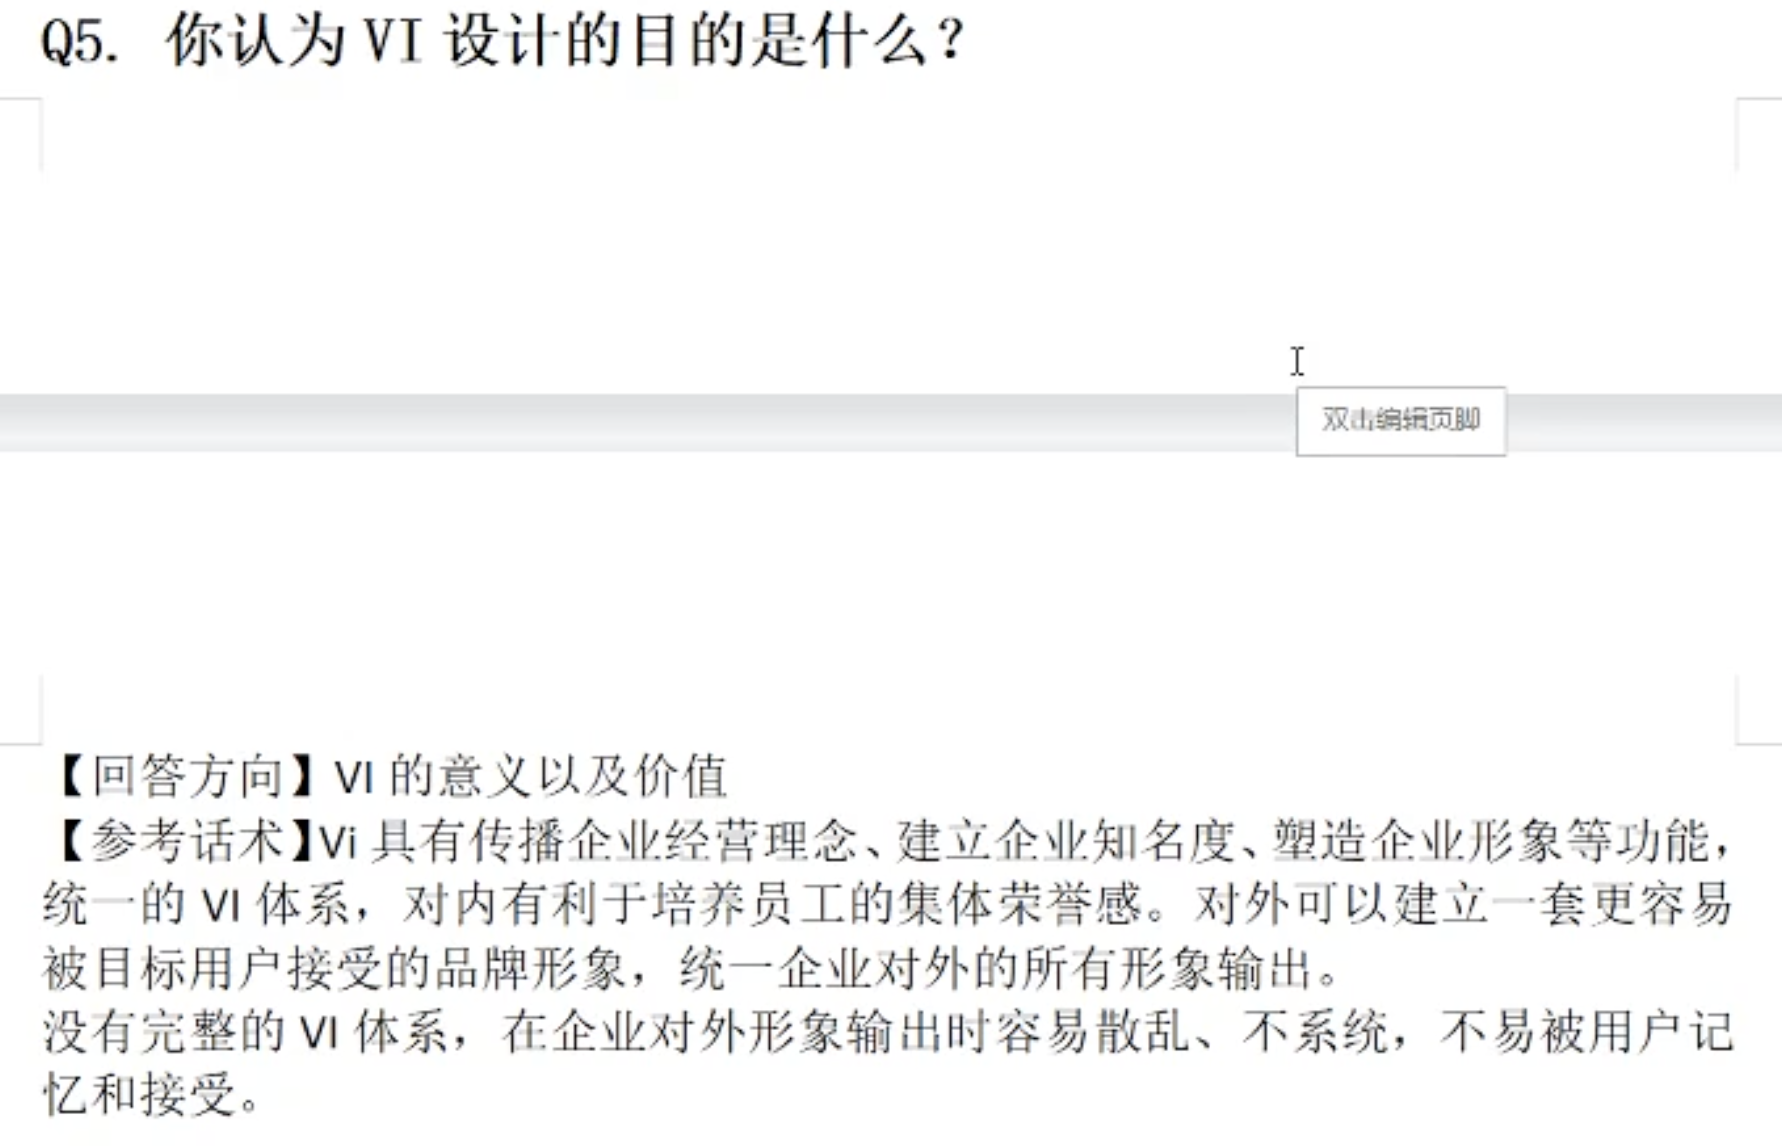 Q5. 你认为 VI 设计的目的是什么？
双击编辑页脚
【回答方向】VI 的意义以及价值
【参考话术】Vi 具有传播企业经营理念、建立企业知名度、塑造企业形象等功能，
统一的 VI 体系，对内有利于培养员工的集体荣誉感。对外可以建立一套更容易
被目标用户接受的品牌形象，统一企业对外的所有形象输出。
没有完整的 VI 体系，在企业对外形象输出时容易散乱、不系统，不易被用户记
忆和接受。